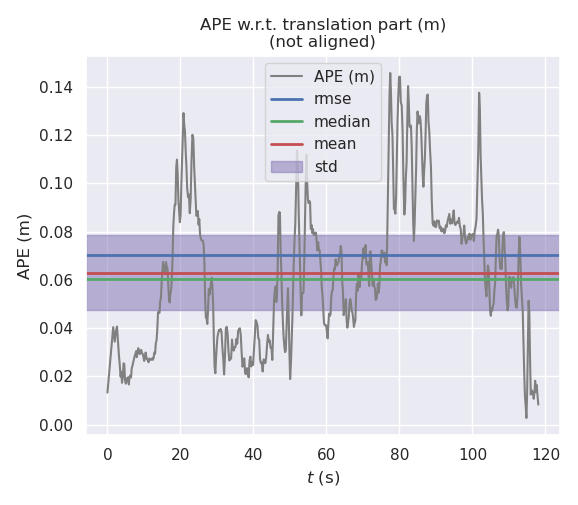 APE w.r.t. translation part (m)
(not aligned)
APE (m)
rmse
median
mean
std
APE (m)
0.14
0.12
0.10
0.08
0.06
0.04
0.02
0.00
0 20 40 60 80 100 120
t (s)